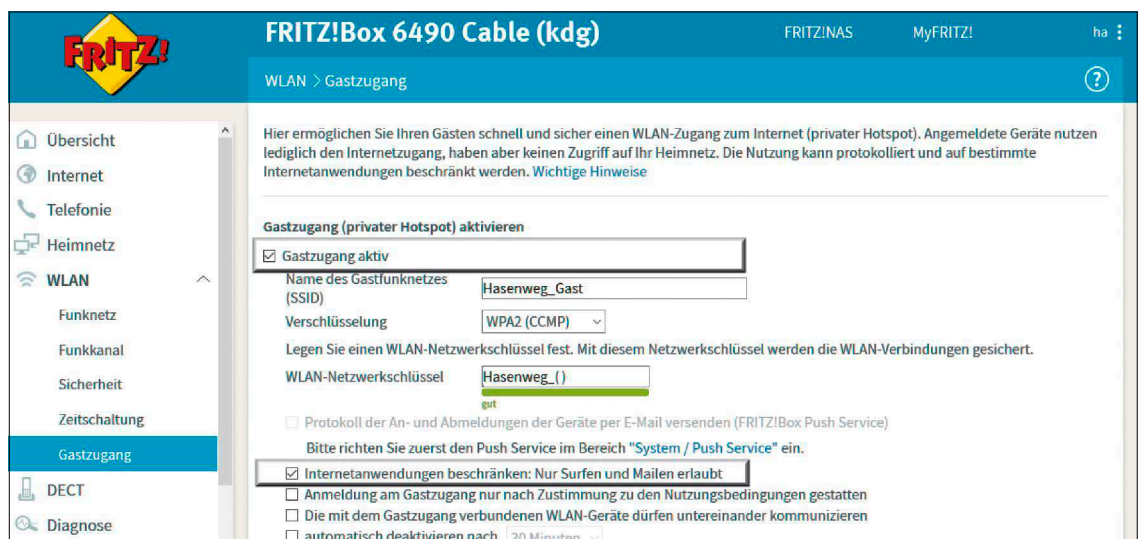 FRITZ!
FRITZ!Box 6490 Cable (kdg)
FRITZ!NAS
MyFRITZ!
ha
WLAN > Gastzugang
?
Übersicht
Internet
Telefonie
Heimnetz
WLAN
Funknetz
Funkkanal
Sicherheit
Zeitschaltung
Gastzugang
DECT
Diagnose
Hier ermöglichen Sie Ihren Gästen schnell und sicher einen WLAN-Zugang zum Internet (privater Hotspot). Angemeldete Geräte nutzen
lediglich den Internetzugang, haben aber keinen Zugriff auf Ihr Heimnetz. Die Nutzung kann protokolliert und auf bestimmte
Internetanwendungen beschränkt werden. Wichtige Hinweise
Gastzugang (privater Hotspot) aktivieren
Gastzugang aktiv
Name des Gastfunknetzes
(SSID)
Hasenweg_Gast
Verschlüsselung
WPA2 (CCMP)
Legen Sie einen WLAN-Netzwerkschlüssel fest. Mit diesem Netzwerkschlüssel werden die WLAN-Verbindungen gesichert.
WLAN-Netzwerkschlüssel
Hasenweg_()
gut
Protokoll der An- und Abmeldungen der Geräte per E-Mail versenden (FRITZ!Box Push Service)
Bitte richten Sie zuerst den Push Service im Bereich "System / Push Service" ein.
Internetanwendungen beschränken: Nur Surfen und Mailen erlaubt
Anmeldung am Gastzugang nur nach Zustimmung zu den Nutzungsbedingungen gestatten
Die mit dem Gastzugang verbundenen WLAN-Geräte dürfen untereinander kommunizieren
automatisch deaktivieren nach 30 Minuten